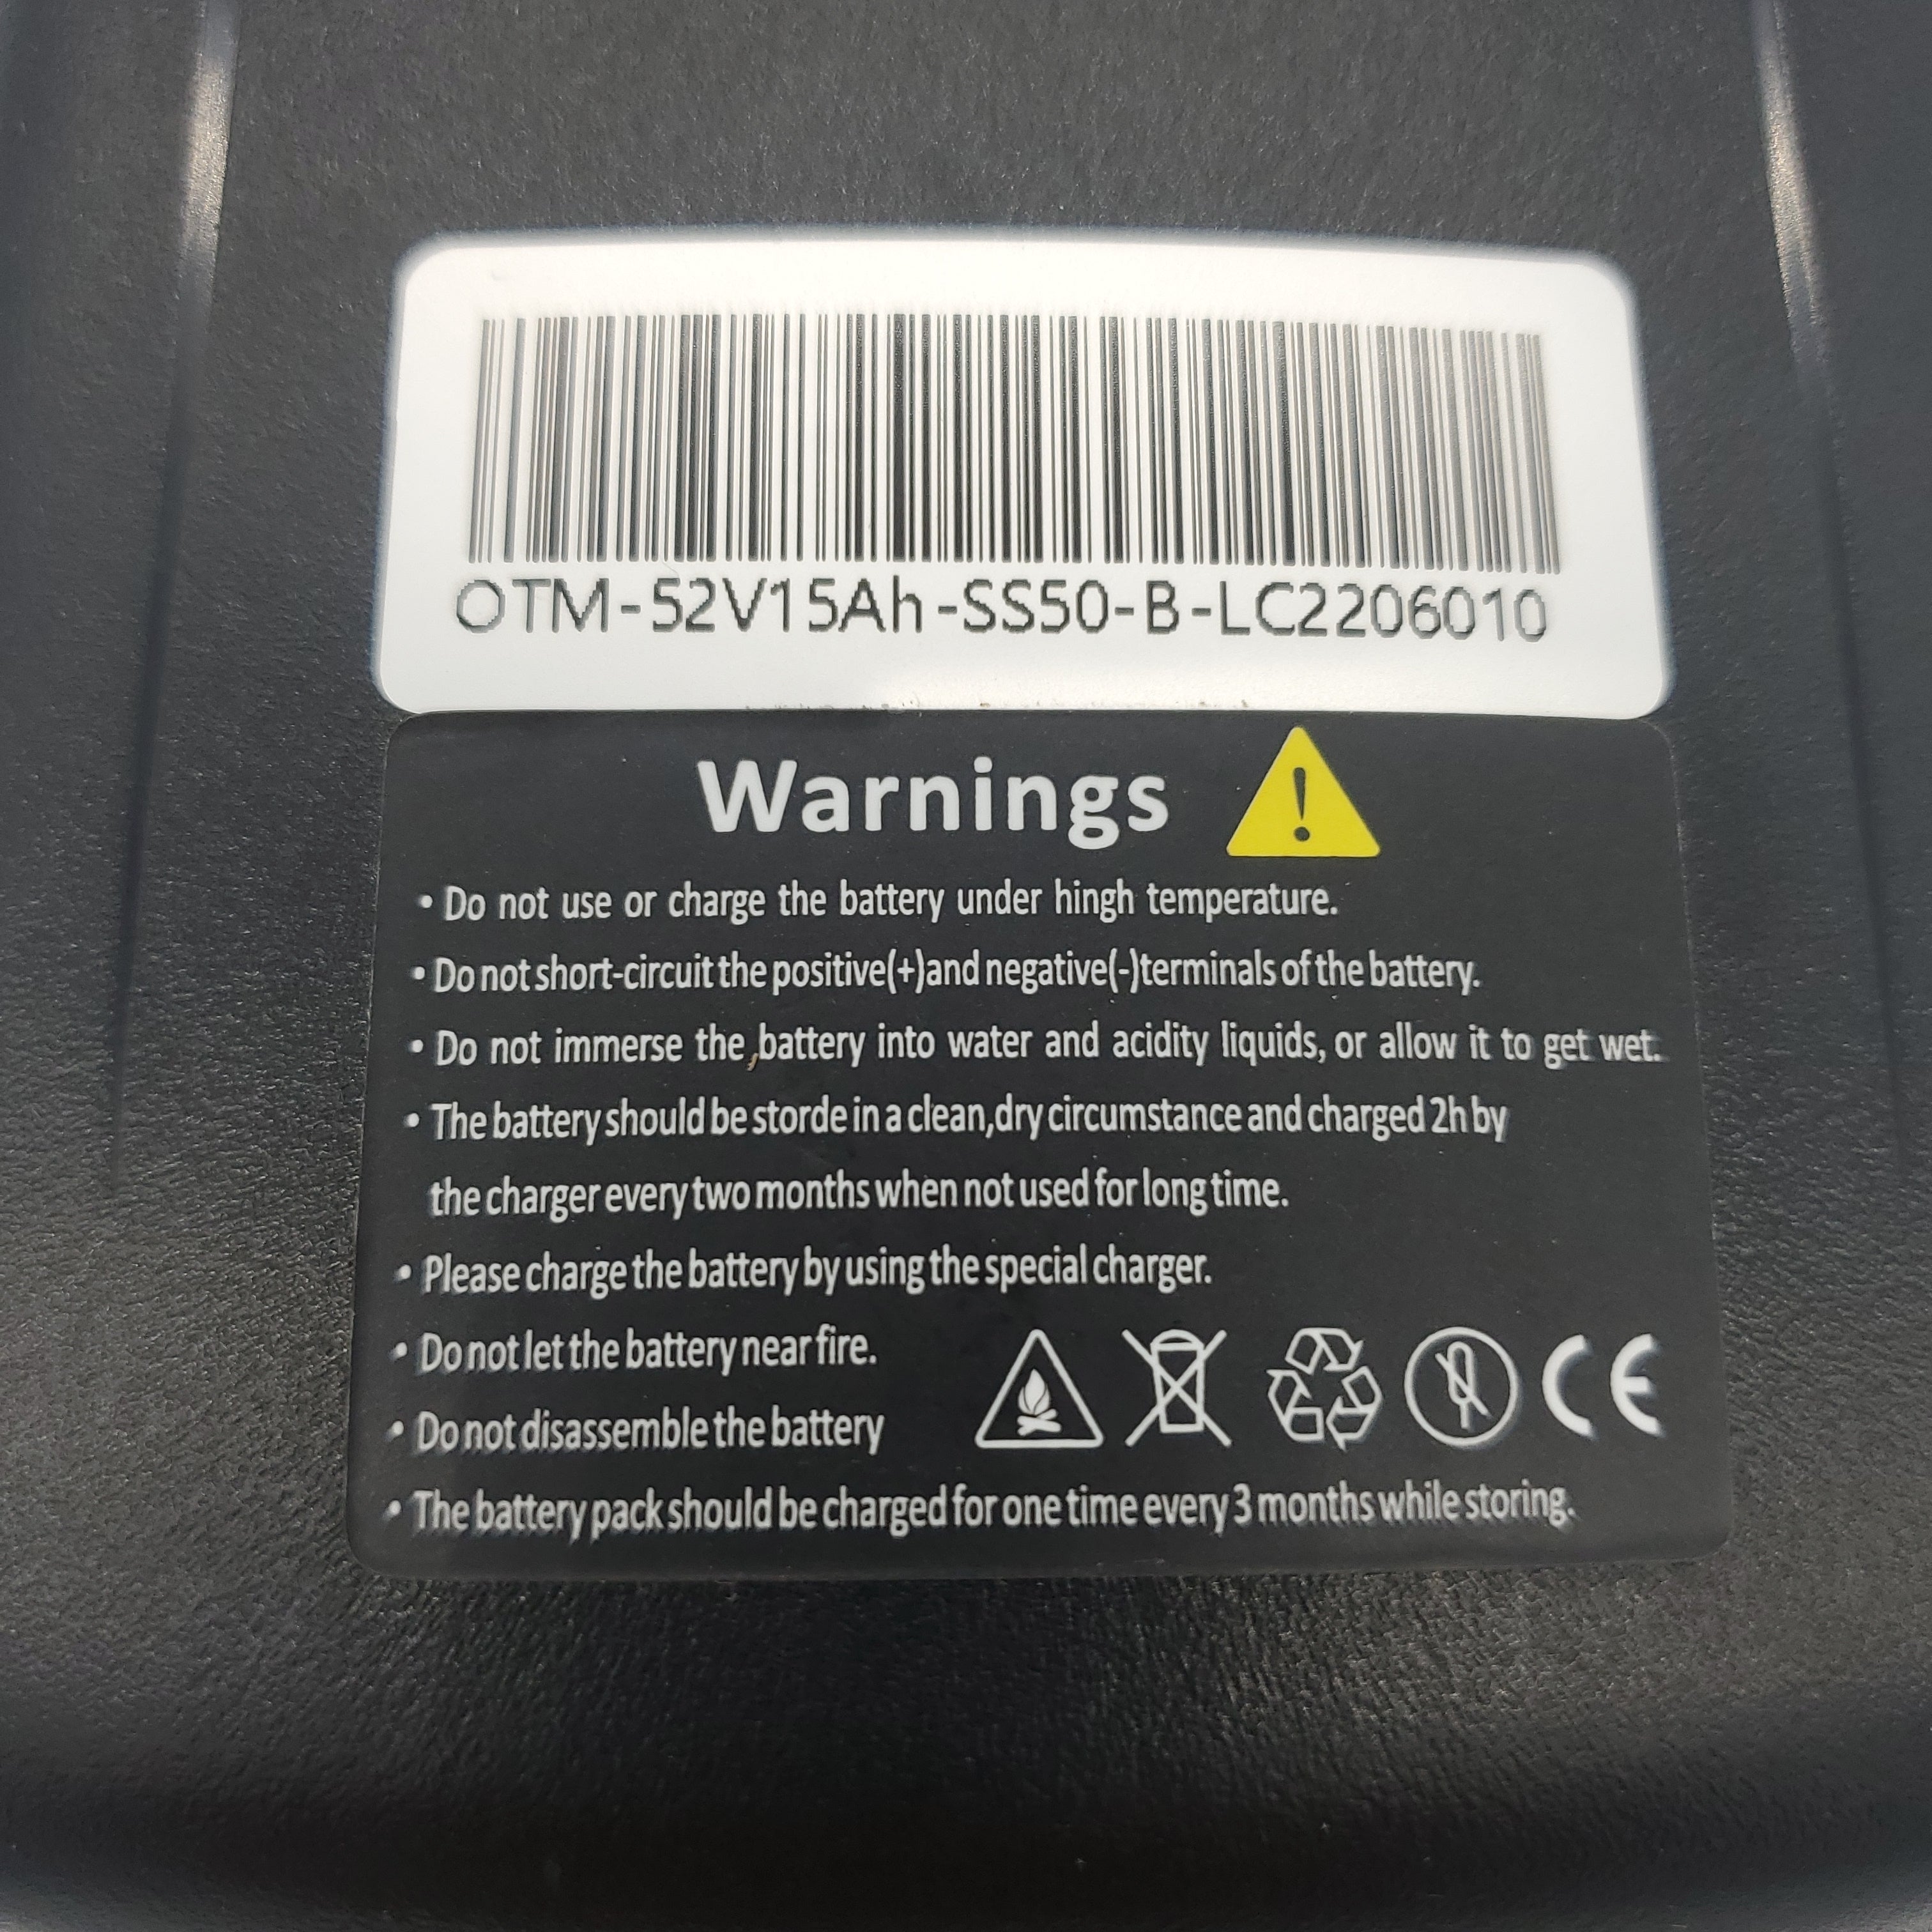 OTM-52V15Ah-SS50-B-LC2206010
Warnings
• Do not use or charge the battery under hingh temperature.
• Do not short-circuit the positive(+)and negative(-)terminals of the battery.
• Do not immerse the battery into water and acidity liquids, or allow it to get wet.
• The battery should be storde in a clean,dry circumstance and charged 2h by
the charger every two months when not used for long time.
• Please charge the battery by using the special charger.
• Do not let the battery near fire.
• Do not disassemble the battery
CE
• The battery pack should be charged for one time every 3 months while storing.